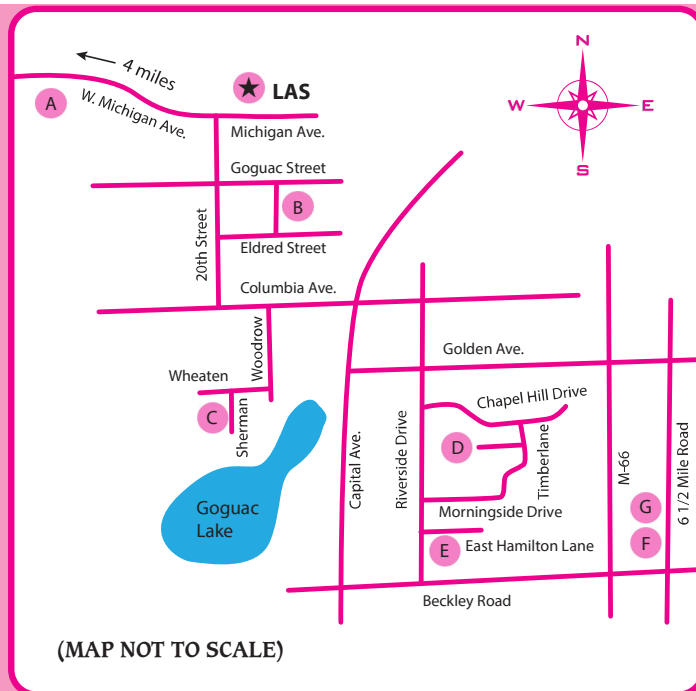 4 miles
N
LAS
A
W. Michigan Ave.
W
E
Michigan Ave.
Goguac Street
S
B
20th Street
Eldred Street
Columbia Ave.
Woodrow
Golden Ave.
Wheaten
Chapel Hill Drive
C
Sherman
Capital Ave.
Riverside Drive
D
Timberlane
M-66
6 1/2 Mile Road
Goguac
Lake
Morningside Drive
G
E
East Hamilton Lane
F
Beckley Road
(MAP NOT TO SCALE)